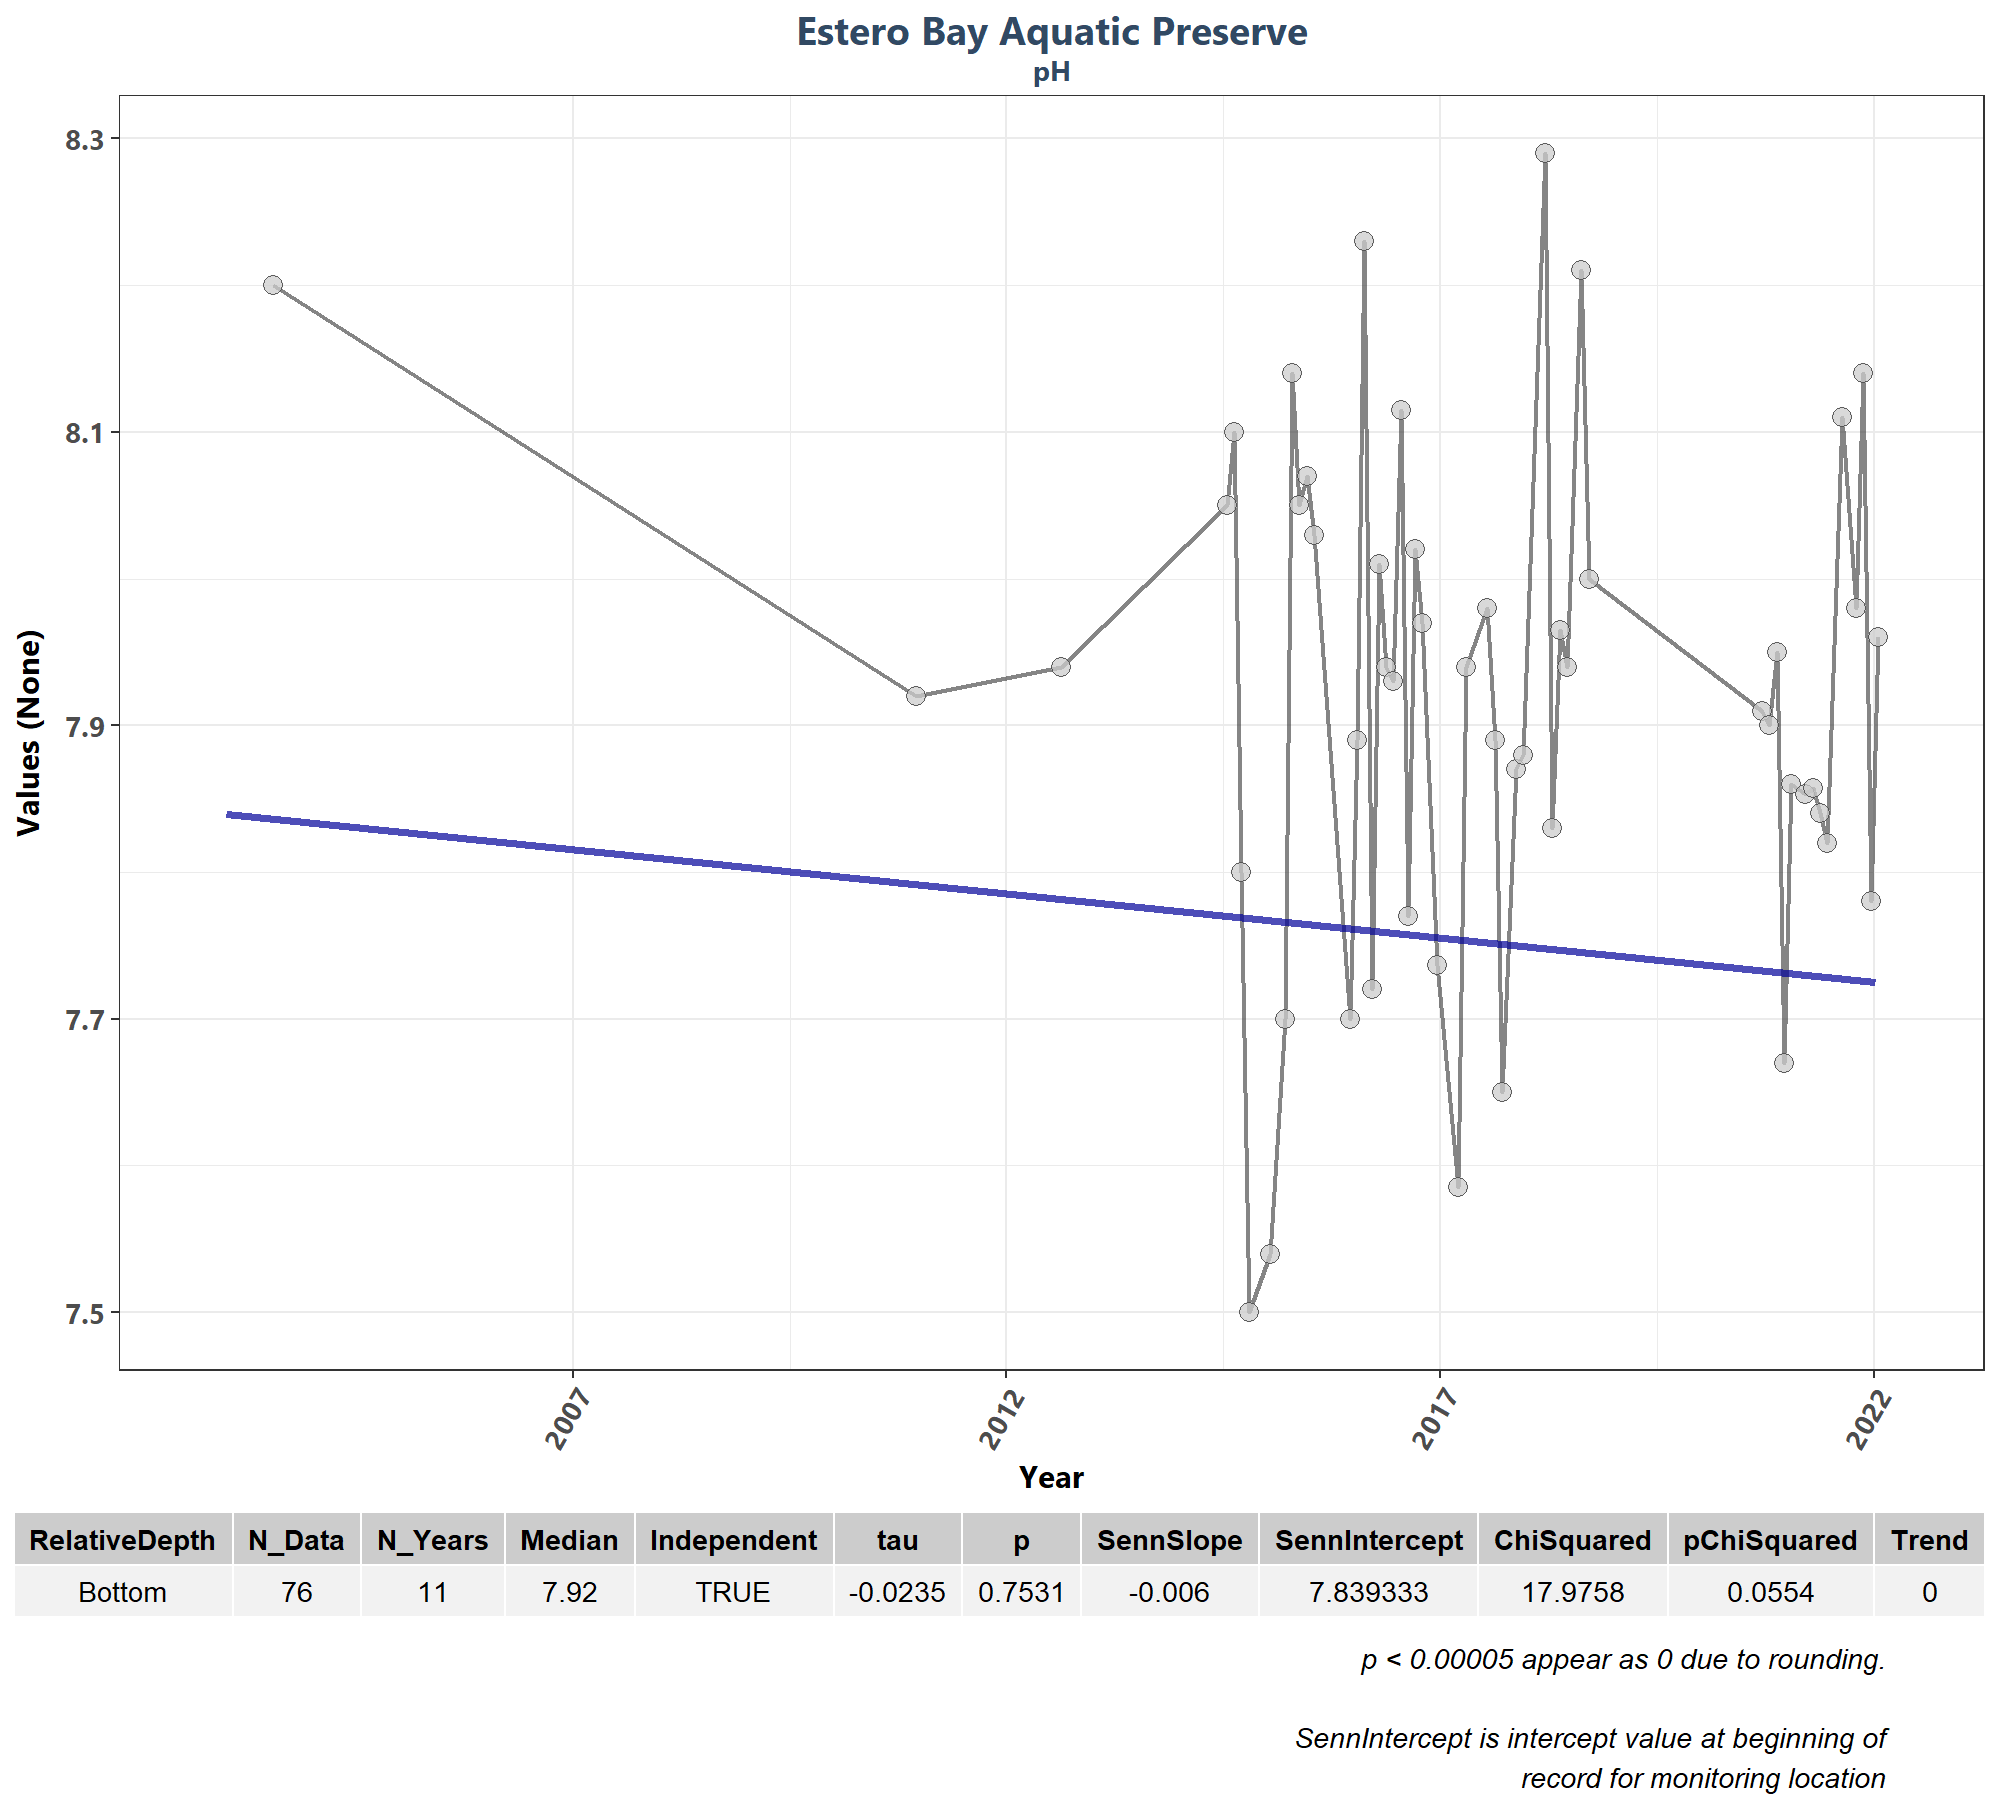 Estero Bay Aquatic Preserve
pH
8.3
8.1
7.9
7.7
7.5
Values (None)
2007 2012 2017 2022
Year
RelativeDepth N_Data N_Years Median Independent tau p SennSlope SennIntercept ChiSquared pChiSquared Trend
Bottom 76 11 7.92 TRUE -0.0235 0.7531 -0.006 7.839333 17.9758 0.0554 0
p < 0.00005 appear as 0 due to rounding.
SennIntercept is intercept value at beginning of
record for monitoring location